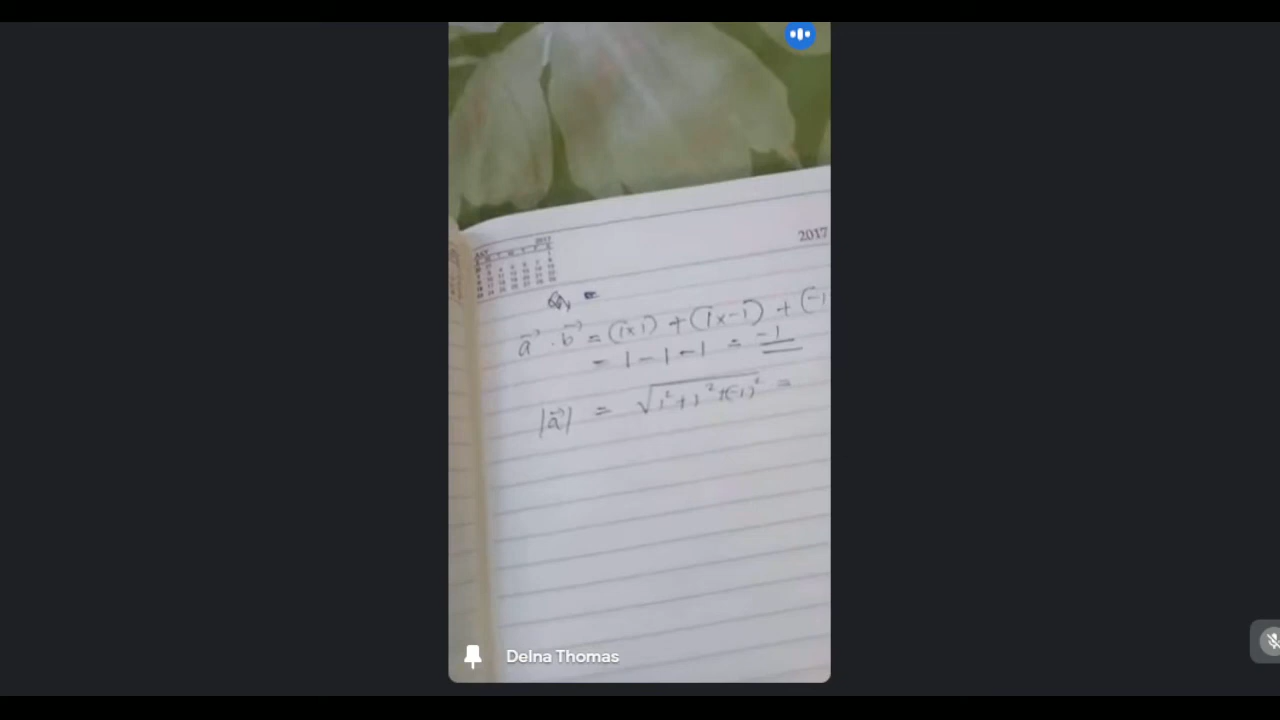 2017
a⃗ · b⃗ = (1×1) + (1×-1) + (-1
= 1 - 1 - 1 = -1
|a⃗| = √1² + 1² + (-1)² =
Delna Thomas